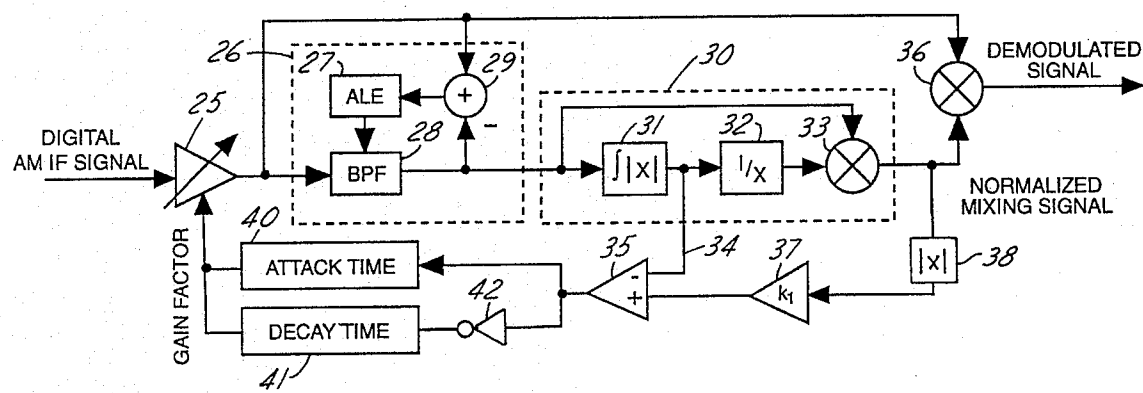 26
27
ALE
+
29
−
28
BPF
25
DIGITAL
AM IF SIGNAL
30
31
∫|X|
32
1/X
33
36
DEMODULATED
SIGNAL
NORMALIZED
MIXING SIGNAL
34
35
-
+
37
k1
|x|
38
40
ATTACK TIME
42
DECAY TIME
41
GAIN FACTOR